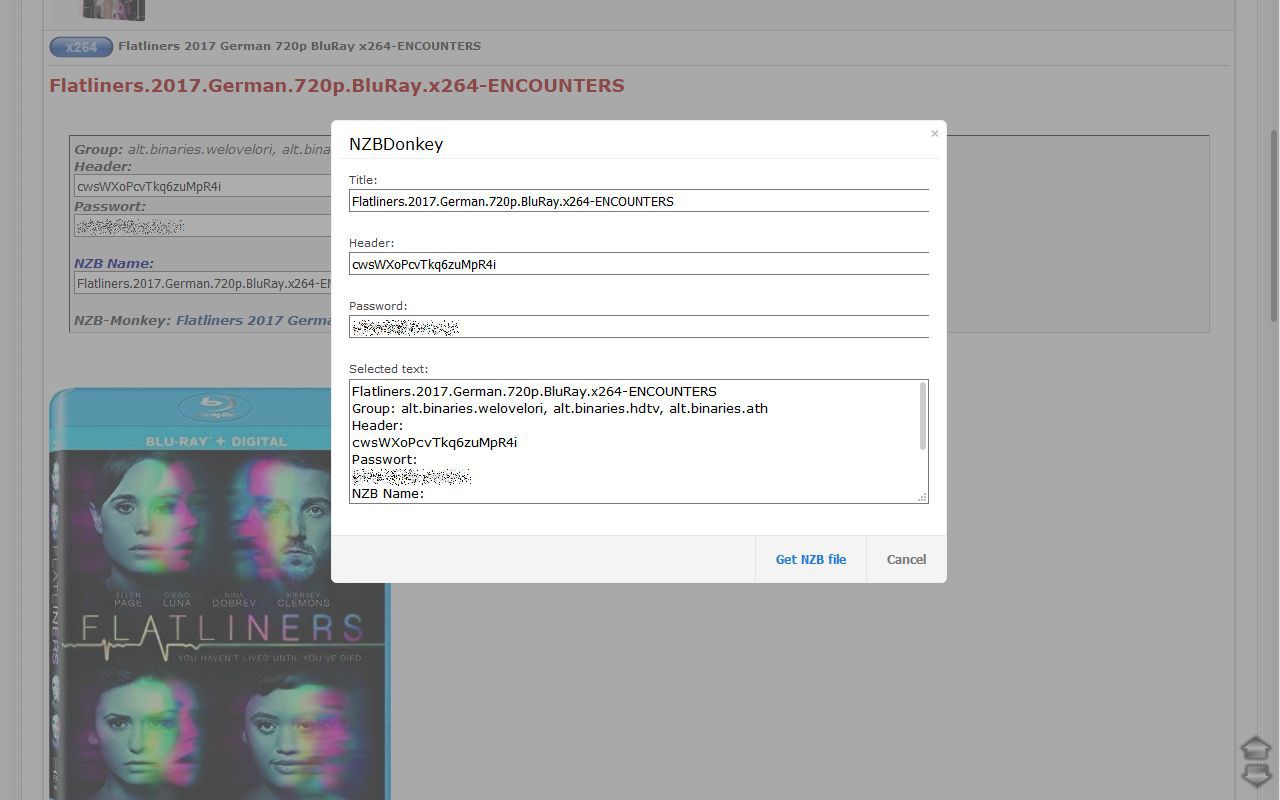 x264 Flatliners 2017 German 720p BluRay x264-ENCOUNTERS
Flatliners.2017.German.720p.BluRay.x264-ENCOUNTERS
Group: alt.binaries.welovelori, alt.bina
Header:
cwsWXoPcvTkq6zuMpR4i
Passwort:
NZB Name:
Flatliners.2017.German.720p.BluRay.x264-EN
NZB-Monkey: Flatliners 2017 Germa
NZBDonkey
×
Title:
Flatliners.2017.German.720p.BluRay.x264-ENCOUNTERS
Header:
cwsWXoPcvTkq6zuMpR4i
Password:
Selected text:
Flatliners.2017.German.720p.BluRay.x264-ENCOUNTERS
Group: alt.binaries.welovelori, alt.binaries.hdtv, alt.binaries.ath
Header:
cwsWXoPcvTkq6zuMpR4i
Passwort:
NZB Name:
Get NZB file
Cancel
Blu-ray Disc
BLU-RAY + DIGITAL
FLATLINERS
ELLEN PAGE DIEGO LUNA NINA DOBREV KIERSEY CLEMONS
FLATLINERS
YOU HAVEN'T LIVED UNTIL YOU'VE DIED